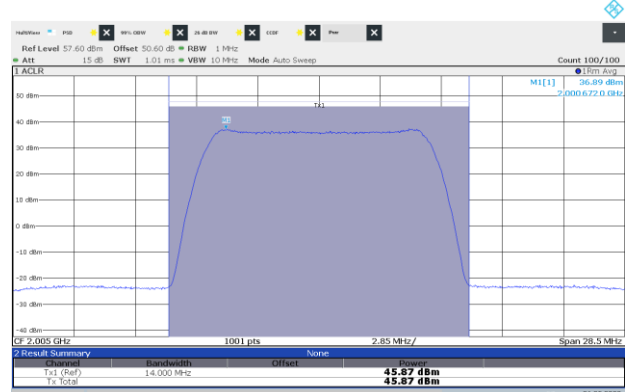 MultiView PSD 99% OBW 26 dB BW CCDF Pwr
Ref Level 57.60 dBm Offset 50.60 dB RBW 1 MHz
Att 15 dB SWT 1.01 ms VBW 10 MHz Mode Auto Sweep Count 100/100
1 ACLR 1Rm Avg
M1[1] 36.89 dBm
2.0006720 GHz
50 dBm
Tx1
40 dBm
M1
30 dBm
20 dBm
10 dBm
0 dBm
-10 dBm
-20 dBm
-30 dBm
-40 dBm
CF 2.005 GHz 1001 pts 2.85 MHz/ Span 28.5 MHz
2 Result Summary None
Channel Bandwidth Offset Power
Tx1 (Ref) 14.000 MHz 45.87 dBm
Tx Total 45.87 dBm